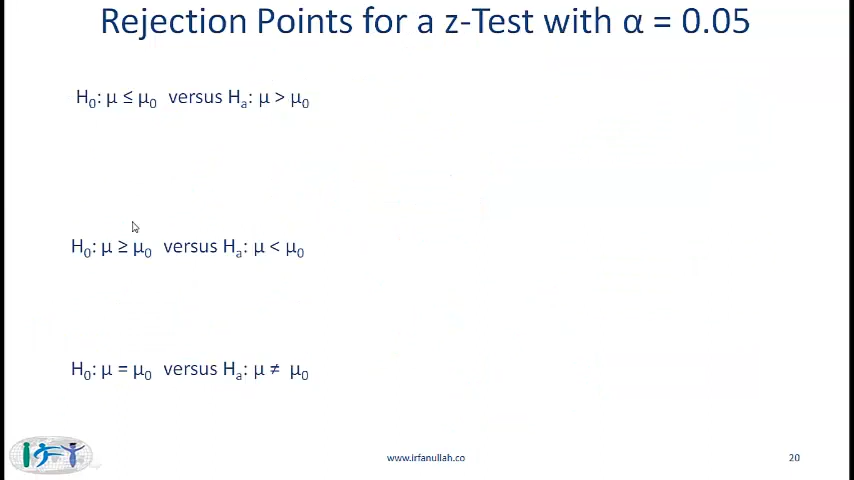 Rejection Points for a z-Test with α = 0.05
H₀: μ ≤ μ₀ versus Hₐ: μ > μ₀
H₀: μ ≥ μ₀ versus Hₐ: μ < μ₀
H₀: μ = μ₀ versus Hₐ: μ ≠ μ₀
IFT
www.irfanullah.co
20